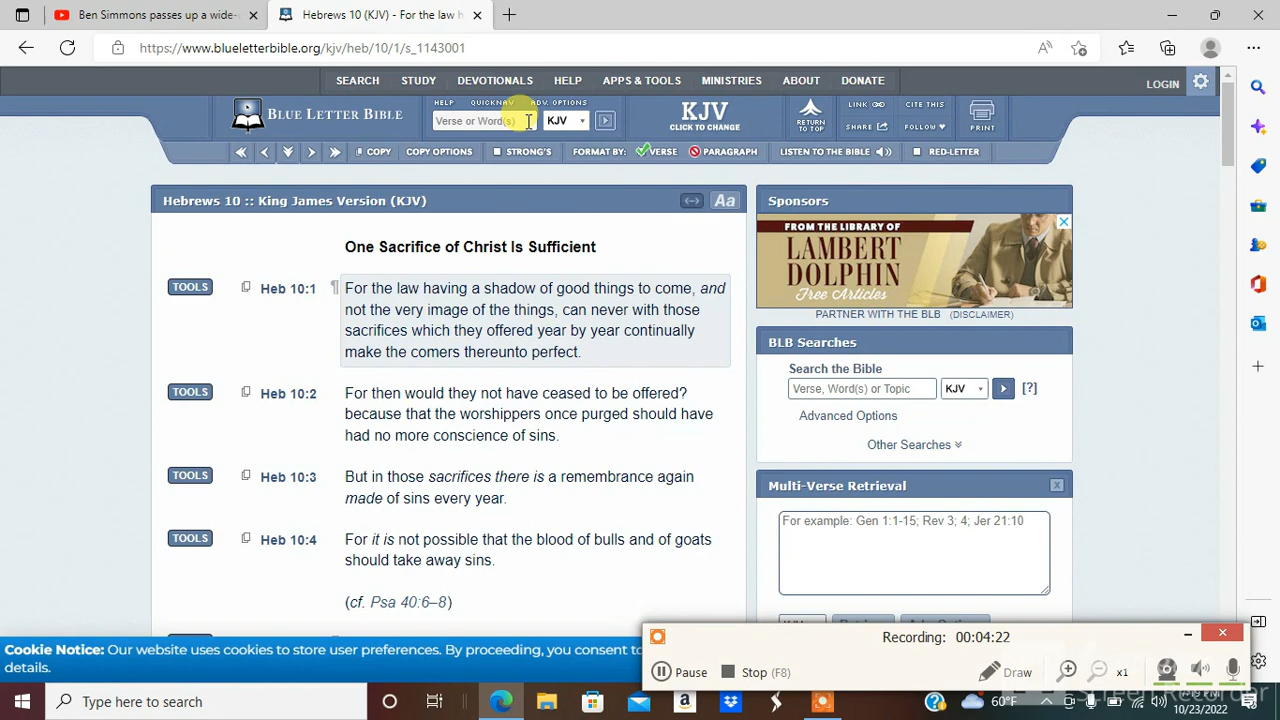 Ben Simmons passes up a wide-
Hebrews 10 (KJV) - For the law h
https://www.blueletterbible.org/kjv/heb/10/1/s_1143001
SEARCH STUDY DEVOTIONALS HELP APPS & TOOLS MINISTRIES ABOUT DONATE
LOGIN
BLUE LETTER BIBLE
HELP QUICKNAV ADV. OPTIONS
Verse or Word(s) KJV
KJV
CLICK TO CHANGE
RETURN
TO TOP
LINK CITE THIS
SHARE FOLLOW
PRINT
COPY COPY OPTIONS STRONG'S FORMAT BY: VERSE PARAGRAPH LISTEN TO THE BIBLE RED-LETTER
Hebrews 10 :: King James Version (KJV) Aa
One Sacrifice of Christ Is Sufficient
TOOLS Heb 10:1 ¶ For the law having a shadow of good things to come, and
not the very image of the things, can never with those
sacrifices which they offered year by year continually
make the comers thereunto perfect.
TOOLS Heb 10:2 For then would they not have ceased to be offered?
because that the worshippers once purged should have
had no more conscience of sins.
TOOLS Heb 10:3 But in those sacrifices there is a remembrance again
made of sins every year.
TOOLS Heb 10:4 For it is not possible that the blood of bulls and of goats
should take away sins.
(cf. Psa 40:6–8)
Sponsors
FROM THE LIBRARY OF
LAMBERT
DOLPHIN
Free Articles
PARTNER WITH THE BLB (DISCLAIMER)
BLB Searches
Search the Bible
Verse, Word(s) or Topic KJV [?]
Advanced Options
Other Searches
Multi-Verse Retrieval
For example: Gen 1:1-15; Rev 3; 4; Jer 21:10
Cookie Notice: Our website uses cookies to store user preferences. By proceeding, you consent to
details.
Recording: 00:04:22
Pause Stop (F8) Draw x1
Screen Recorder
Type here to search
60°F
10/23/2022